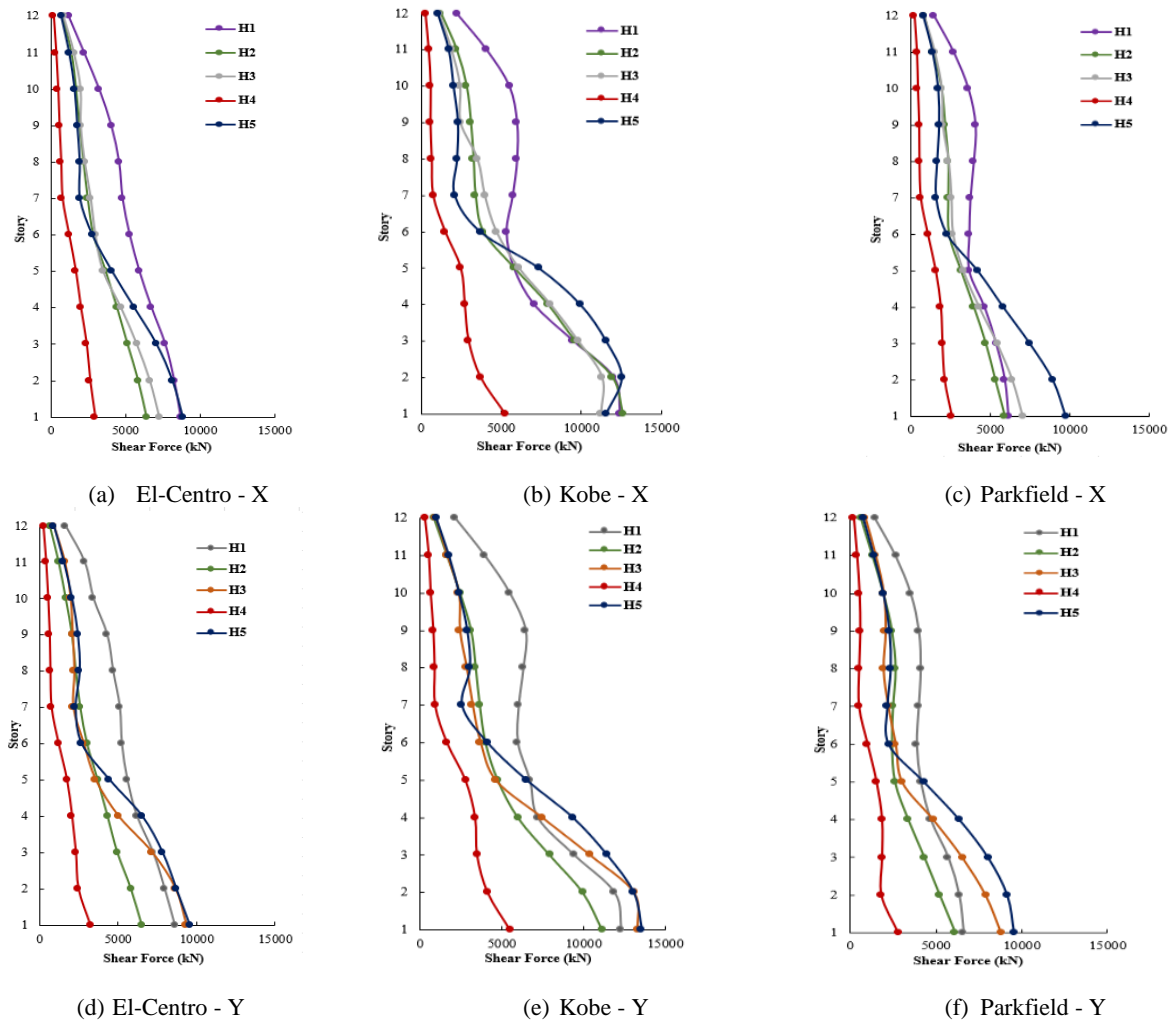 12
11
10
9
8
7
6
5
4
3
2
1
Story
0 5000 10000 15000
Shear Force (kN)
H1
H2
H3
H4
H5
(a) El-Centro - X
12
11
10
9
8
7
6
5
4
3
2
1
Story
0 5000 10000 15000
Shear Force (kN)
H1
H2
H3
H4
H5
(b) Kobe - X
12
11
10
9
8
7
6
5
4
3
2
1
Story
0 5000 10000 15000
Shear Force (kN)
H1
H2
H3
H4
H5
(c) Parkfield - X
12
11
10
9
8
7
6
5
4
3
2
1
Story
0 5000 10000 15000
Shear Force (kN)
H1
H2
H3
H4
H5
(d) El-Centro - Y
12
11
10
9
8
7
6
5
4
3
2
1
Story
0 5000 10000 15000
Shear Force (kN)
H1
H2
H3
H4
H5
(e) Kobe - Y
12
11
10
9
8
7
6
5
4
3
2
1
Story
0 5000 10000 15000
Shear Force (kN)
H1
H2
H3
H4
H5
(f) Parkfield - Y